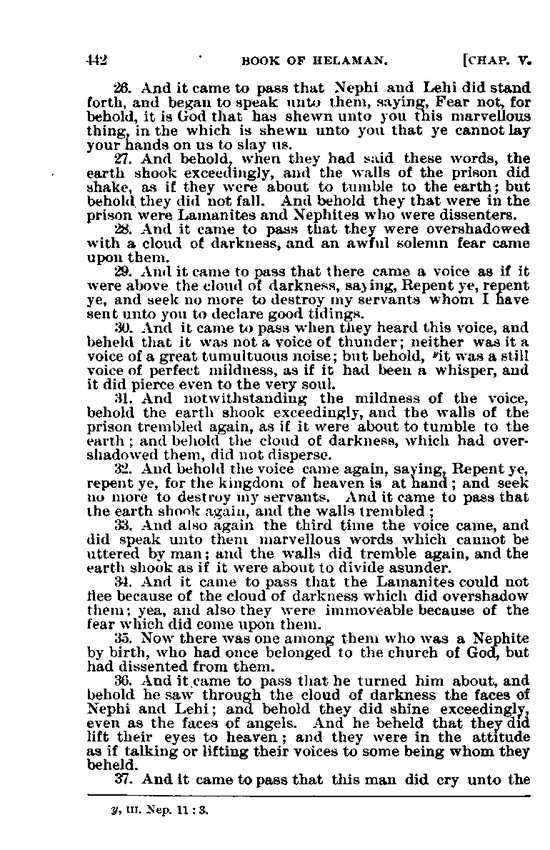 442 BOOK OF HELAMAN. [CHAP. V.
26. And it came to pass that Nephi and Lehi did stand
forth, and began to speak unto them, saying, Fear not, for
behold, it is God that has shewn unto you this marvellous
thing, in the which is shewn unto you that ye cannot lay
your hands on us to slay us.
27. And behold, when they had said these words, the
earth shook exceedingly, and the walls of the prison did
shake, as if they were about to tumble to the earth; but
behold they did not fall. And behold they that were in the
prison were Lamanites and Nephites who were dissenters.
28. And it came to pass that they were overshadowed
with a cloud of darkness, and an awful solemn fear came
upon them.
29. And it came to pass that there came a voice as if it
were above the cloud of darkness, saying, Repent ye, repent
ye, and seek no more to destroy my servants whom I have
sent unto you to declare good tidings.
30. And it came to pass when they heard this voice, and
beheld that it was not a voice of thunder; neither was it a
voice of a great tumultuous noise; but behold, yit was a still
voice of perfect mildness, as if it had been a whisper, and
it did pierce even to the very soul.
31. And notwithstanding the mildness of the voice,
behold the earth shook exceedingly, and the walls of the
prison trembled again, as if it were about to tumble to the
earth; and behold the cloud of darkness, which had over-
shadowed them, did not disperse.
32. And behold the voice came again, saying, Repent ye,
repent ye, for the kingdom of heaven is at hand; and seek
no more to destroy my servants. And it came to pass that
the earth shook again, and the walls trembled;
33. And also again the third time the voice came, and
did speak unto them marvellous words which cannot be
uttered by man; and the walls did tremble again, and the
earth shook as if it were about to divide asunder.
34. And it came to pass that the Lamanites could not
flee because of the cloud of darkness which did overshadow
them; yea, and also they were immoveable because of the
fear which did come upon them.
35. Now there was one among them who was a Nephite
by birth, who had once belonged to the church of God, but
had dissented from them.
36. And it came to pass that he turned him about, and
behold he saw through the cloud of darkness the faces of
Nephi and Lehi; and behold they did shine exceedingly,
even as the faces of angels. And he beheld that they did
lift their eyes to heaven; and they were in the attitude
as if talking or lifting their voices to some being whom they
beheld.
37. And it came to pass that this man did cry unto the
y, III. Nep. 11:3.